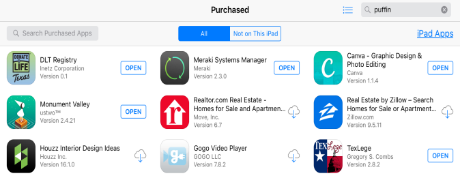 Purchased
puffin
Search Purchased Apps
All
Not on This iPad
iPad Apps
DONATE
LIFE
Texas
DLT Registry
Inetz Corporation
Version 0.1
OPEN
Meraki Systems Manager
Meraki
Version 2.3.0
OPEN
Canva - Graphic Design &
Photo Editing
Canva
Version 1.1.4
OPEN
Monument Valley
ustwo™
Version 2.4.21
OPEN
Realtor.com Real Estate -
Homes for Sale and Apartmen...
Move, Inc.
Version 6.7
Real Estate by Zillow – Search
Homes for Sale or Apartmen...
Zillow.com
Version 9.5.11
Houzz Interior Design Ideas
Houzz Inc.
Version 16.1.0
gogo
Gogo Video Player
GOGO LLC
Version 7.8.2
TexLege
TexLege
Gregory S. Combs
Version 2.8.2